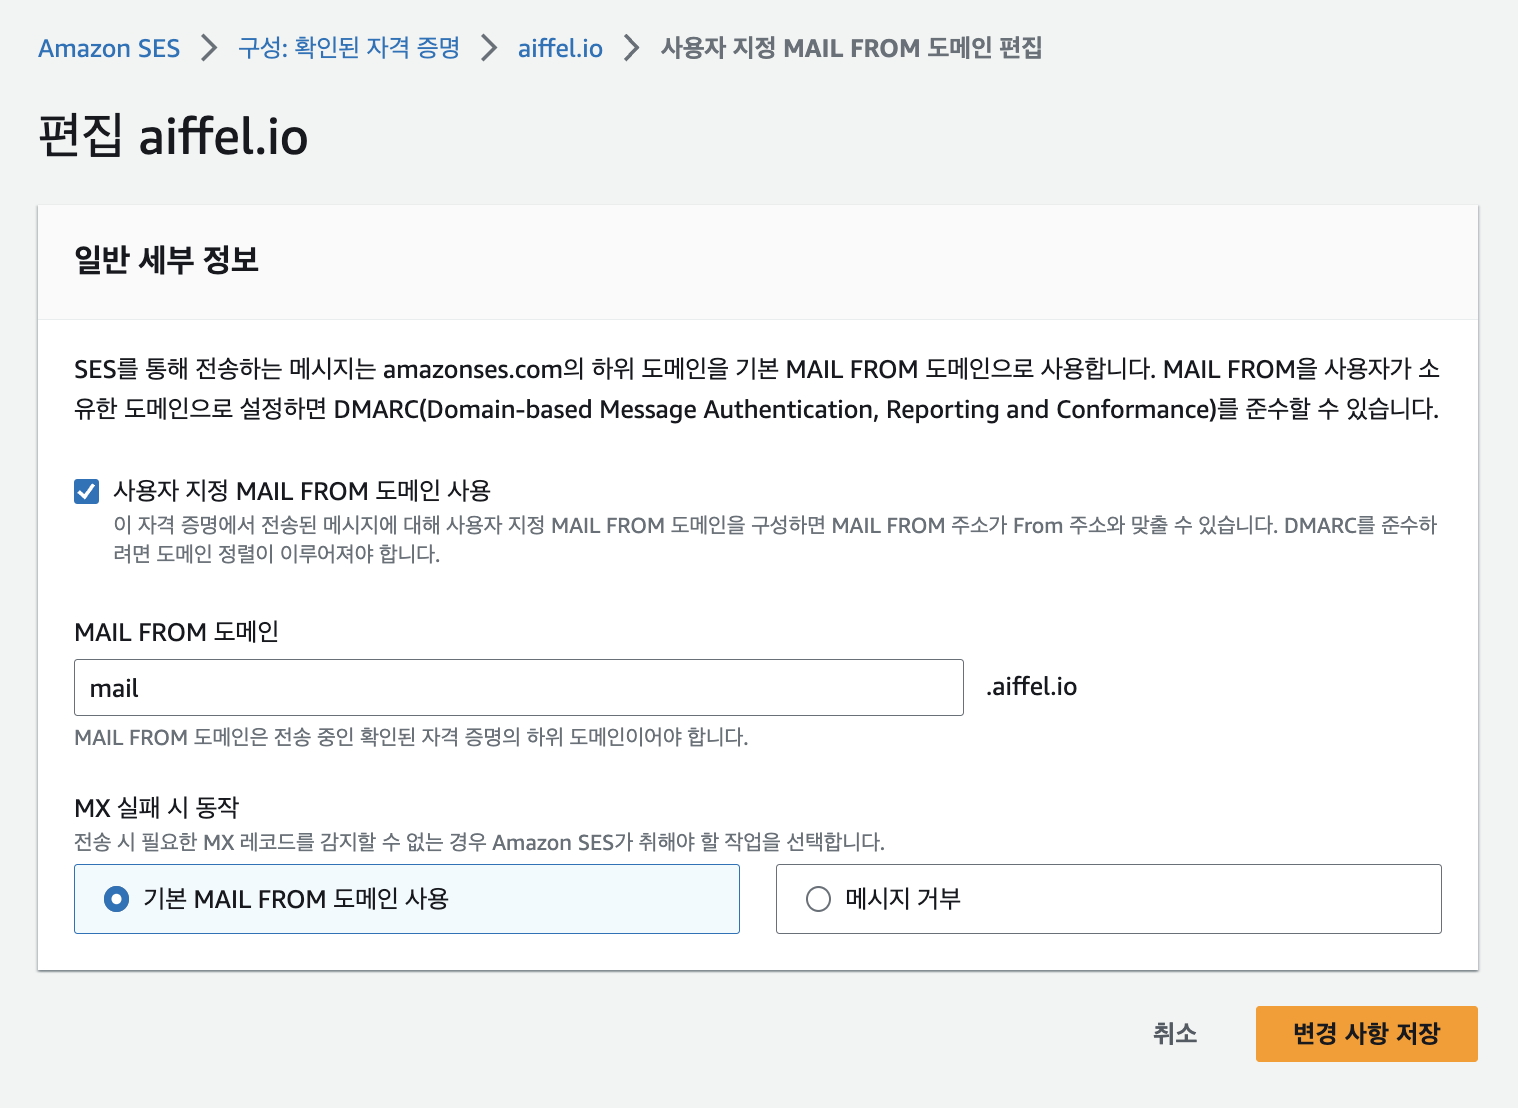 Amazon SES > 구성: 확인된 자격 증명 > aiffel.io > 사용자 지정 MAIL FROM 도메인 편집
편집 aiffel.io
일반 세부 정보
SES를 통해 전송하는 메시지는 amazonses.com의 하위 도메인을 기본 MAIL FROM 도메인으로 사용합니다. MAIL FROM을 사용자가 소
유한 도메인으로 설정하면 DMARC(Domain-based Message Authentication, Reporting and Conformance)를 준수할 수 있습니다.
사용자 지정 MAIL FROM 도메인 사용
이 자격 증명에서 전송된 메시지에 대해 사용자 지정 MAIL FROM 도메인을 구성하면 MAIL FROM 주소가 From 주소와 맞출 수 있습니다. DMARC를 준수하
려면 도메인 정렬이 이루어져야 합니다.
MAIL FROM 도메인
mail .aiffel.io
MAIL FROM 도메인은 전송 중인 확인된 자격 증명의 하위 도메인이어야 합니다.
MX 실패 시 동작
전송 시 필요한 MX 레코드를 감지할 수 없는 경우 Amazon SES가 취해야 할 작업을 선택합니다.
기본 MAIL FROM 도메인 사용 메시지 거부
취소 변경 사항 저장